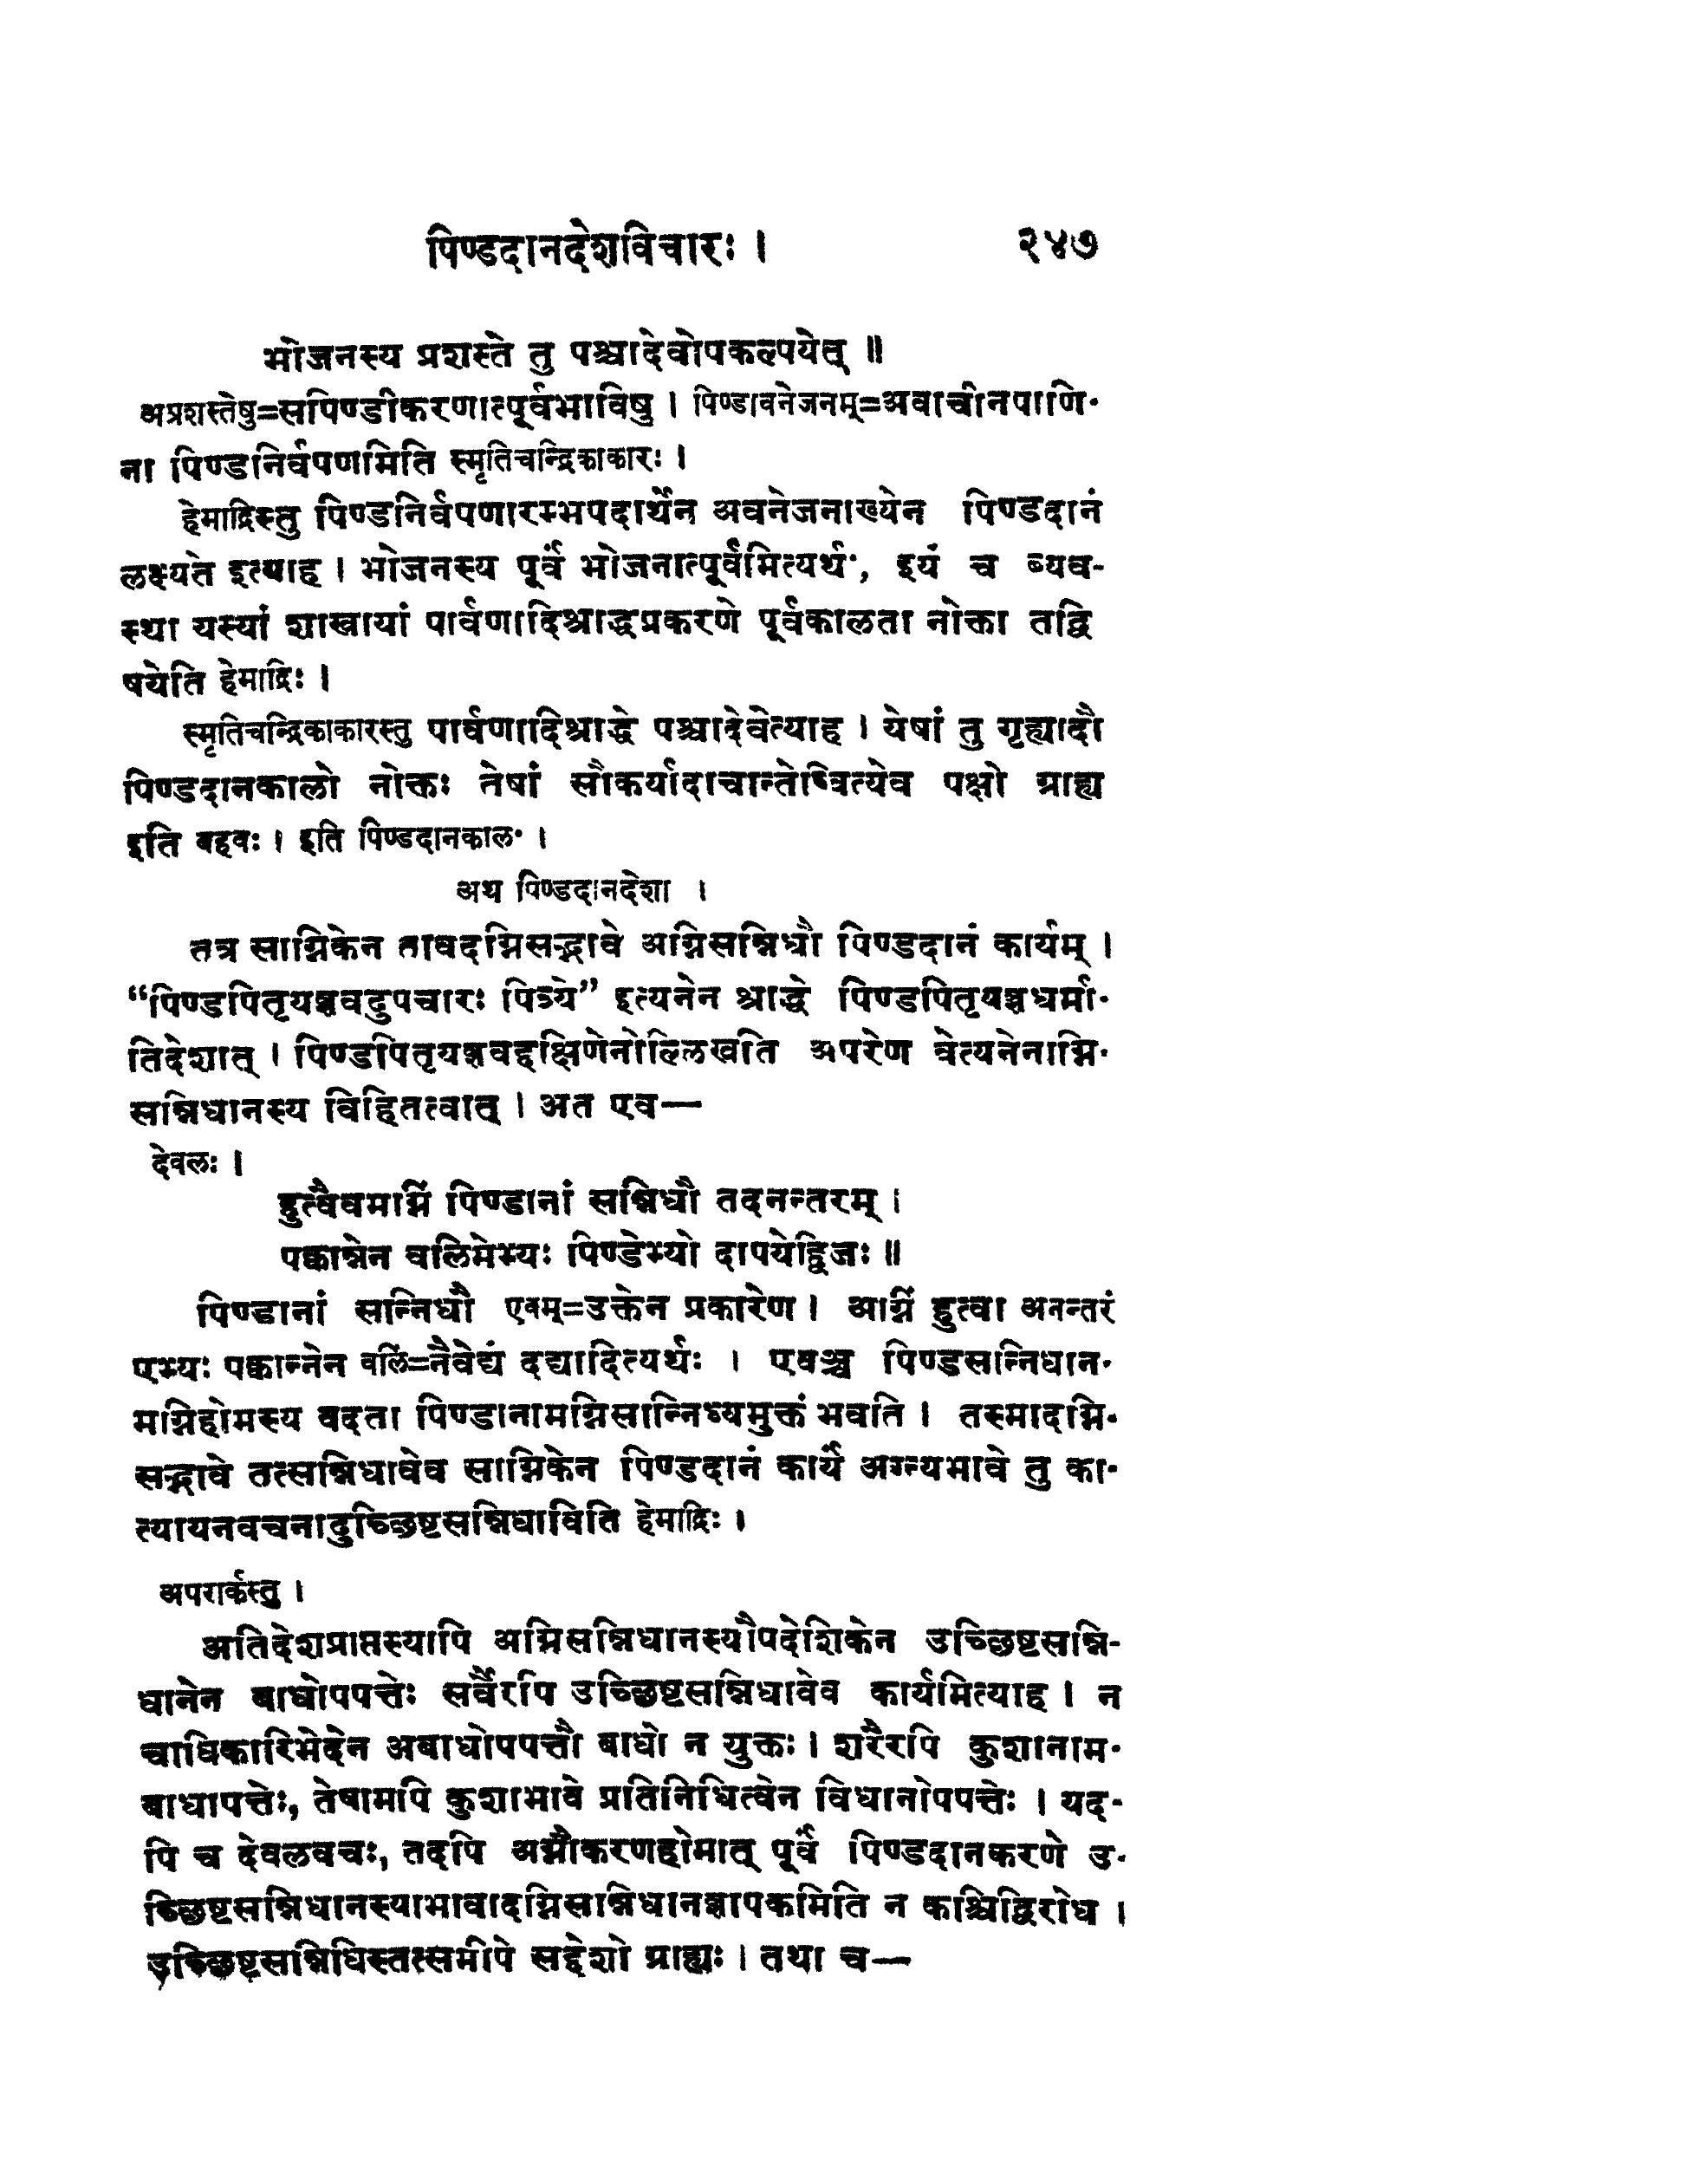 पिण्डदानदेशविचारः । २४७
भोजनस्य प्रशस्ते तु पश्चादेवोपकल्पयेत् ॥
अप्रशस्तेषु=सपिण्डीकरणात्पूर्वभाविषु । पिण्डावनेजनम्=अवाचीनपाणि-
ना पिण्डनिर्वपणमिति स्मृतिचन्द्रिकाकारः ।
हेमाद्रिस्तु पिण्डनिर्वपणारम्भपदार्थेन अवनेजनाख्येन पिण्डदानं
लक्ष्यते इत्याह । भोजनस्य पूर्वं भोजनात्पूर्वमित्यर्थः, इयं च व्यव-
स्था यस्यां शाखायां पार्वणादिश्राद्धप्रकरणे पूर्वकालता नोक्ता तद्वि
षयेति हेमाद्रिः ।
स्मृतिचन्द्रिकाकारस्तु पार्वणादिश्राद्धे पश्चादेवेत्याह । येषां तु गृह्यादौ
पिण्डदानकालो नोक्तः तेषां सौकर्यादाचान्तेष्वित्येव पक्षो ग्राह्य
इति बहवः । इति पिण्डदानकालः ।
अथ पिण्डदानदेशा ।
तत्र साग्निकेन तावदग्निसद्भावे अग्निसन्निधौ पिण्डदानं कार्यम् ।
“पिण्डपितृयज्ञवदुपचारः पित्र्ये” इत्यनेन श्राद्धे पिण्डपितृयज्ञधर्मा-
तिदेशात् । पिण्डपितृयज्ञवद्दक्षिणेनोल्लिखति अपरेण वेत्यनेनाग्नि-
सन्निधानस्य विहितत्वात् । अत एव—
देवलः ।
हुत्वैवमग्निं पिण्डानां सन्निधौ तदनन्तरम् ।
पक्वान्नेन बलिमेभ्यः पिण्डेभ्यो दापयेद्द्विजः ॥
पिण्डानां सन्निधौ एवम्=उक्तेन प्रकारेण । अग्निं हुत्वा अनन्तरं
एभ्यः पक्वान्नेन बलिं=नैवेद्यं दद्यादित्यर्थः । एवञ्च पिण्डसन्निधान-
मग्निहोमस्य वदता पिण्डानामग्निसान्निध्यमुक्तं भवति । तस्मादग्नि-
सद्भावे तत्सन्निधावेव साग्निकेन पिण्डदानं कार्यं अग्न्यभावे तु का-
त्यायनवचनादुच्छिष्टसन्निधाविति हेमाद्रिः ।
अपरार्कस्तु ।
अतिदेशप्राप्तस्यापि अग्निसन्निधानस्यौपदेशिकेन उच्छिष्टसन्नि-
धानेन बाधोपपत्तेः सर्वैरपि उच्छिष्टसन्निधावेव कार्यमित्याह । न
चाधिकारिभेदेन अबाधोपपत्तौ बाधो न युक्तः । शरैरपि कुशानाम-
बाधापत्तेः, तेषामपि कुशाभावे प्रतिनिधित्वेन विधानोपपत्तेः । यद-
पि च देवलवचः, तदपि अग्नौकरणहोमात् पूर्वं पिण्डदानकरणे उ-
च्छिष्टसन्निधानस्याभावादग्निसन्निधानज्ञापकमिति न कश्चिद्विरोध ।
उच्छिष्टसन्निधिस्तत्समीपे सद्देशो ग्राह्यः । तथा च—